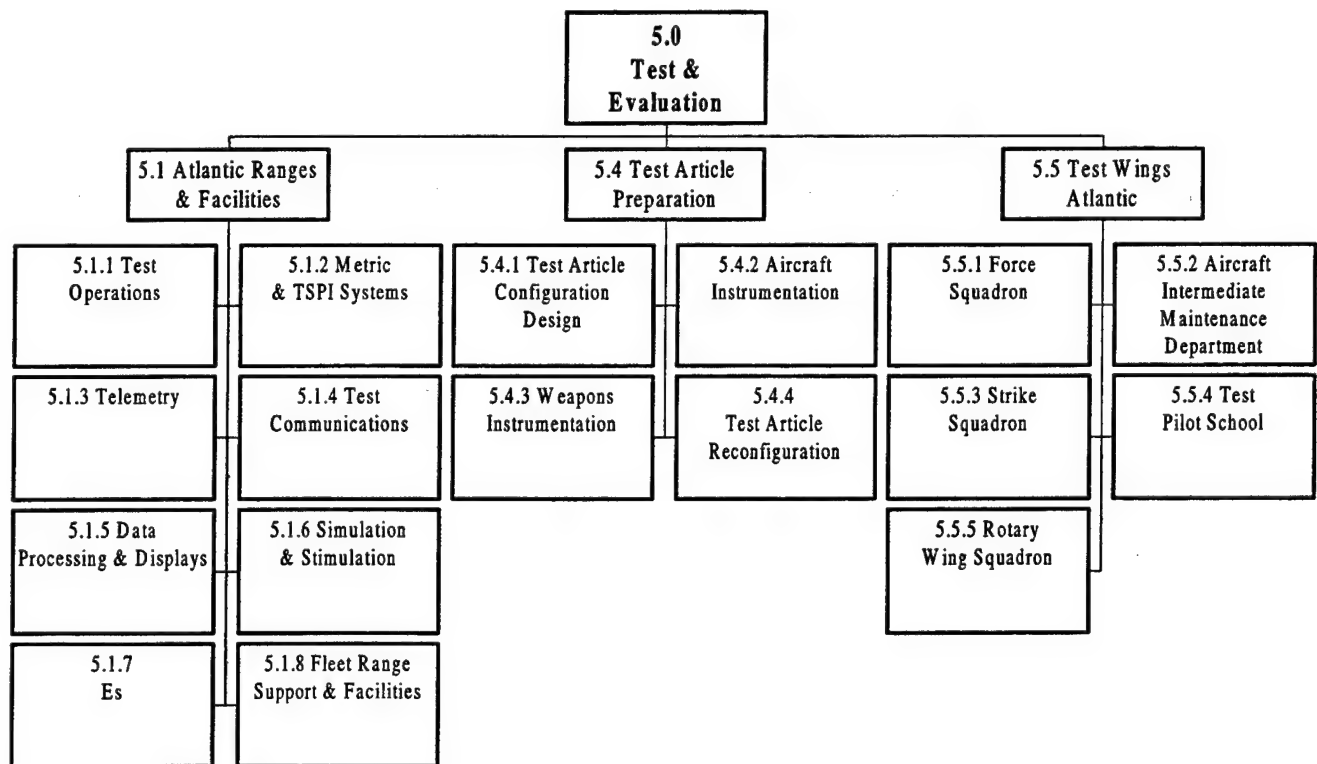 5.0
Test &
Evaluation
5.1 Atlantic Ranges
& Facilities
5.4 Test Article
Preparation
5.5 Test Wings
Atlantic
5.1.1 Test
Operations
5.1.2 Metric
& TSPI Systems
5.4.1 Test Article
Configuration
Design
5.4.2 Aircraft
Instrumentation
5.5.1 Force
Squadron
5.5.2 Aircraft
Intermediate
Maintenance
Department
5.1.3 Telemetry
5.1.4 Test
Communications
5.4.3 Weapons
Instrumentation
5.4.4
Test Article
Reconfiguration
5.5.3 Strike
Squadron
5.5.4 Test
Pilot School
5.1.5 Data
Processing & Displays
5.1.6 Simulation
& Stimulation
5.5.5 Rotary
Wing Squadron
5.1.7
Es
5.1.8 Fleet Range
Support & Facilities